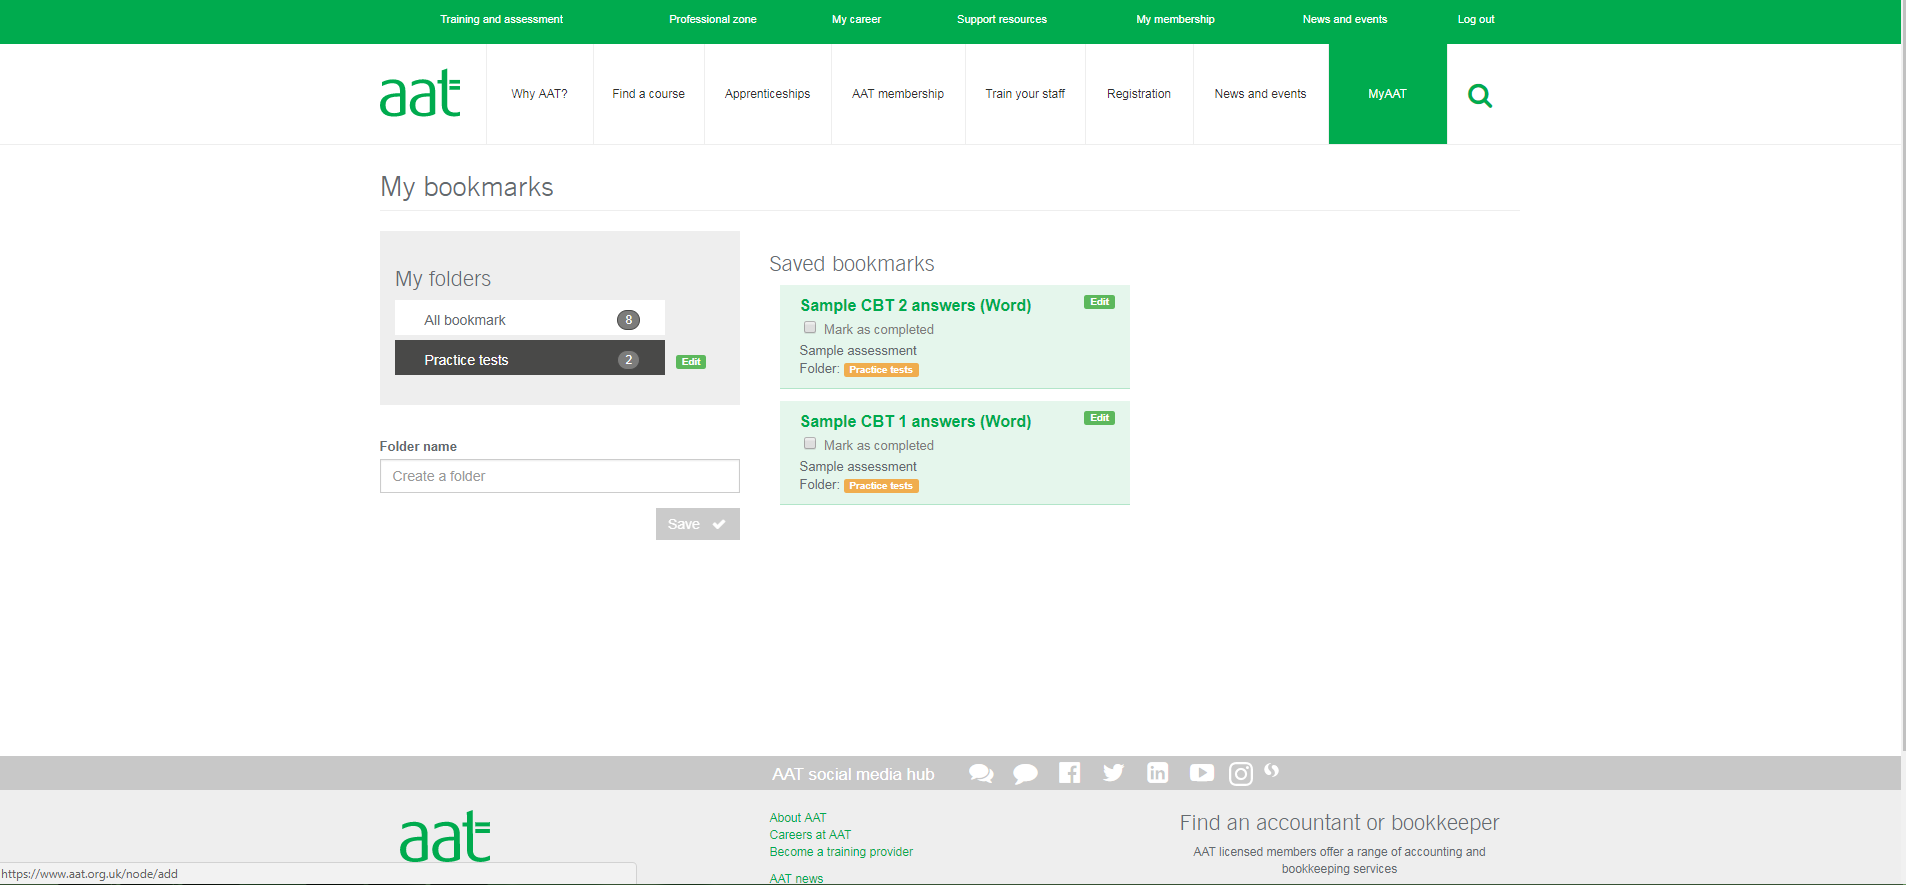 Training and assessment Professional zone My career Support resources My membership News and events Log out
aat Why AAT? Find a course Apprenticeships AAT membership Train your staff Registration News and events MyAAT
My bookmarks
My folders
All bookmark 8
Practice tests 2 Edit
Folder name
Create a folder
Save
Saved bookmarks
Sample CBT 2 answers (Word) Edit
Mark as completed
Sample assessment
Folder: Practice tests
Sample CBT 1 answers (Word) Edit
Mark as completed
Sample assessment
Folder: Practice tests
AAT social media hub
aat
About AAT
Careers at AAT
Become a training provider
AAT news
Find an accountant or bookkeeper
AAT licensed members offer a range of accounting and
bookkeeping services
https://www.aat.org.uk/node/add